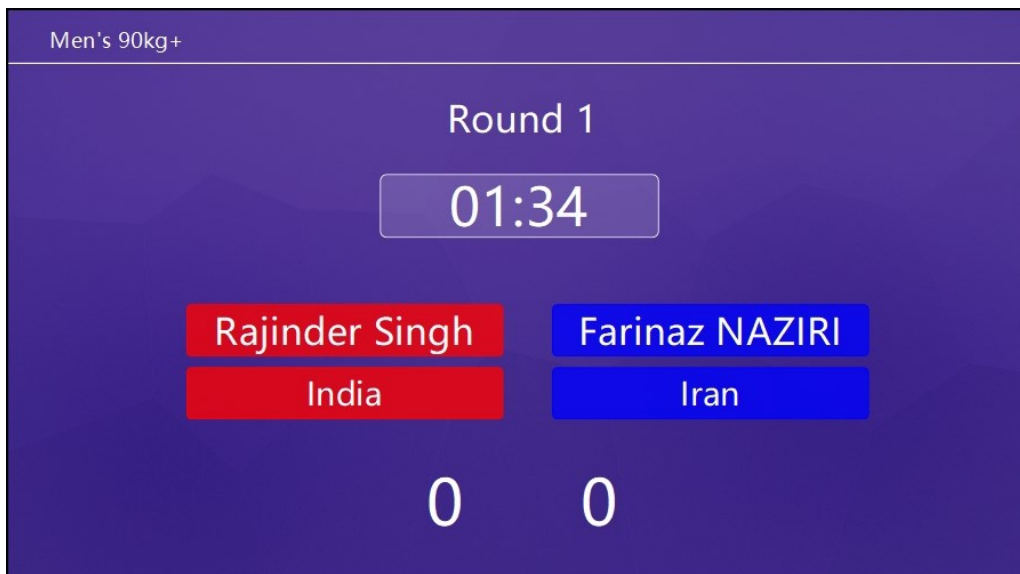 Men's 90kg+
Round 1
01:34
Rajinder Singh Farinaz NAZIRI
India Iran
0 0